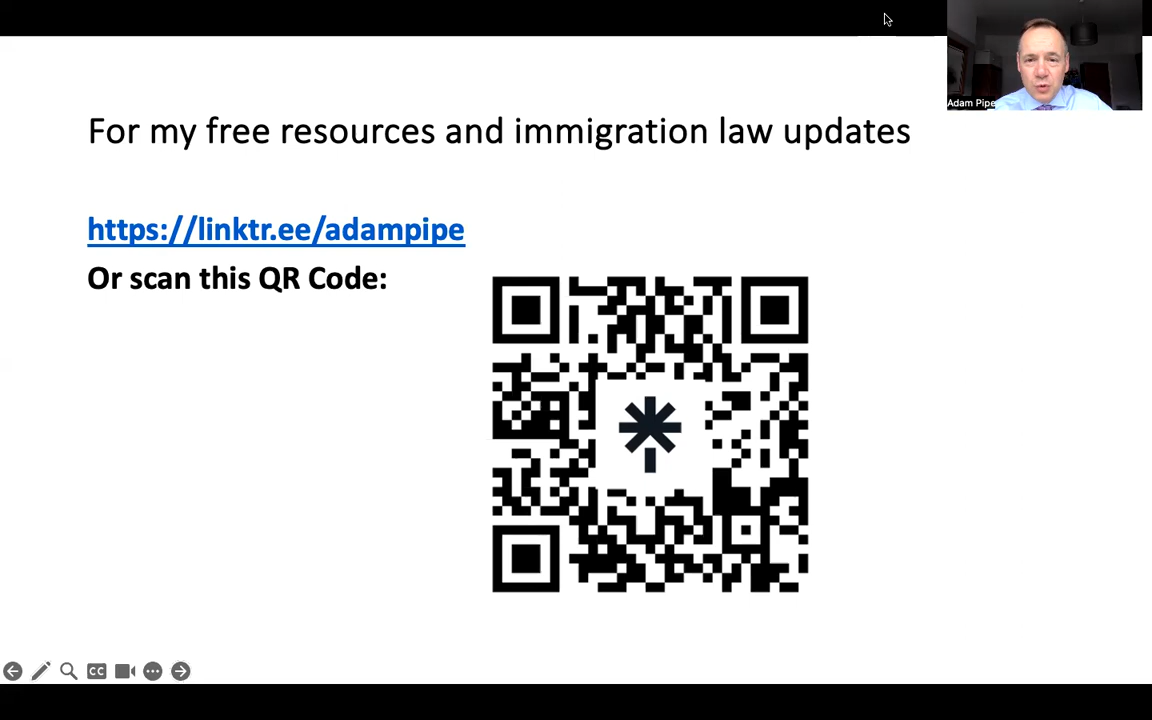 Adam Pipe
For my free resources and immigration law updates
https://linktr.ee/adampipe
Or scan this QR Code:
CC